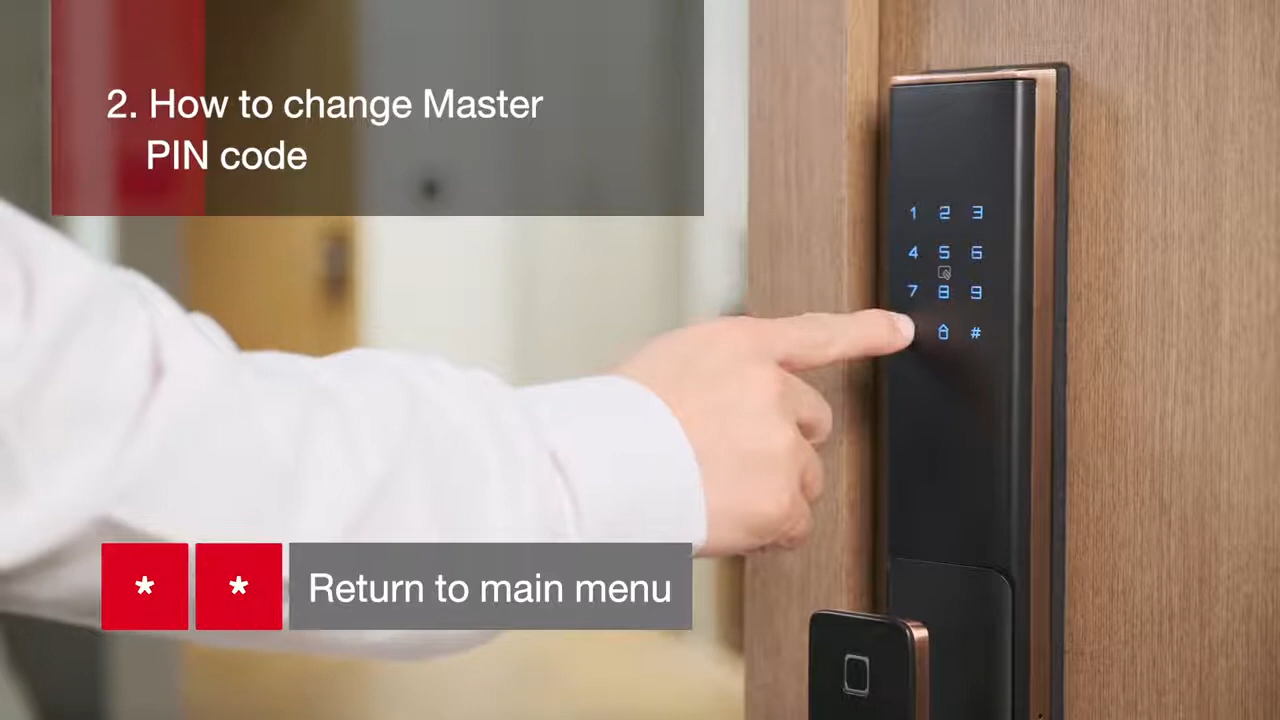 2. How to change Master
PIN code
1 2 3
4 5 6
7 8 9
#
* * Return to main menu